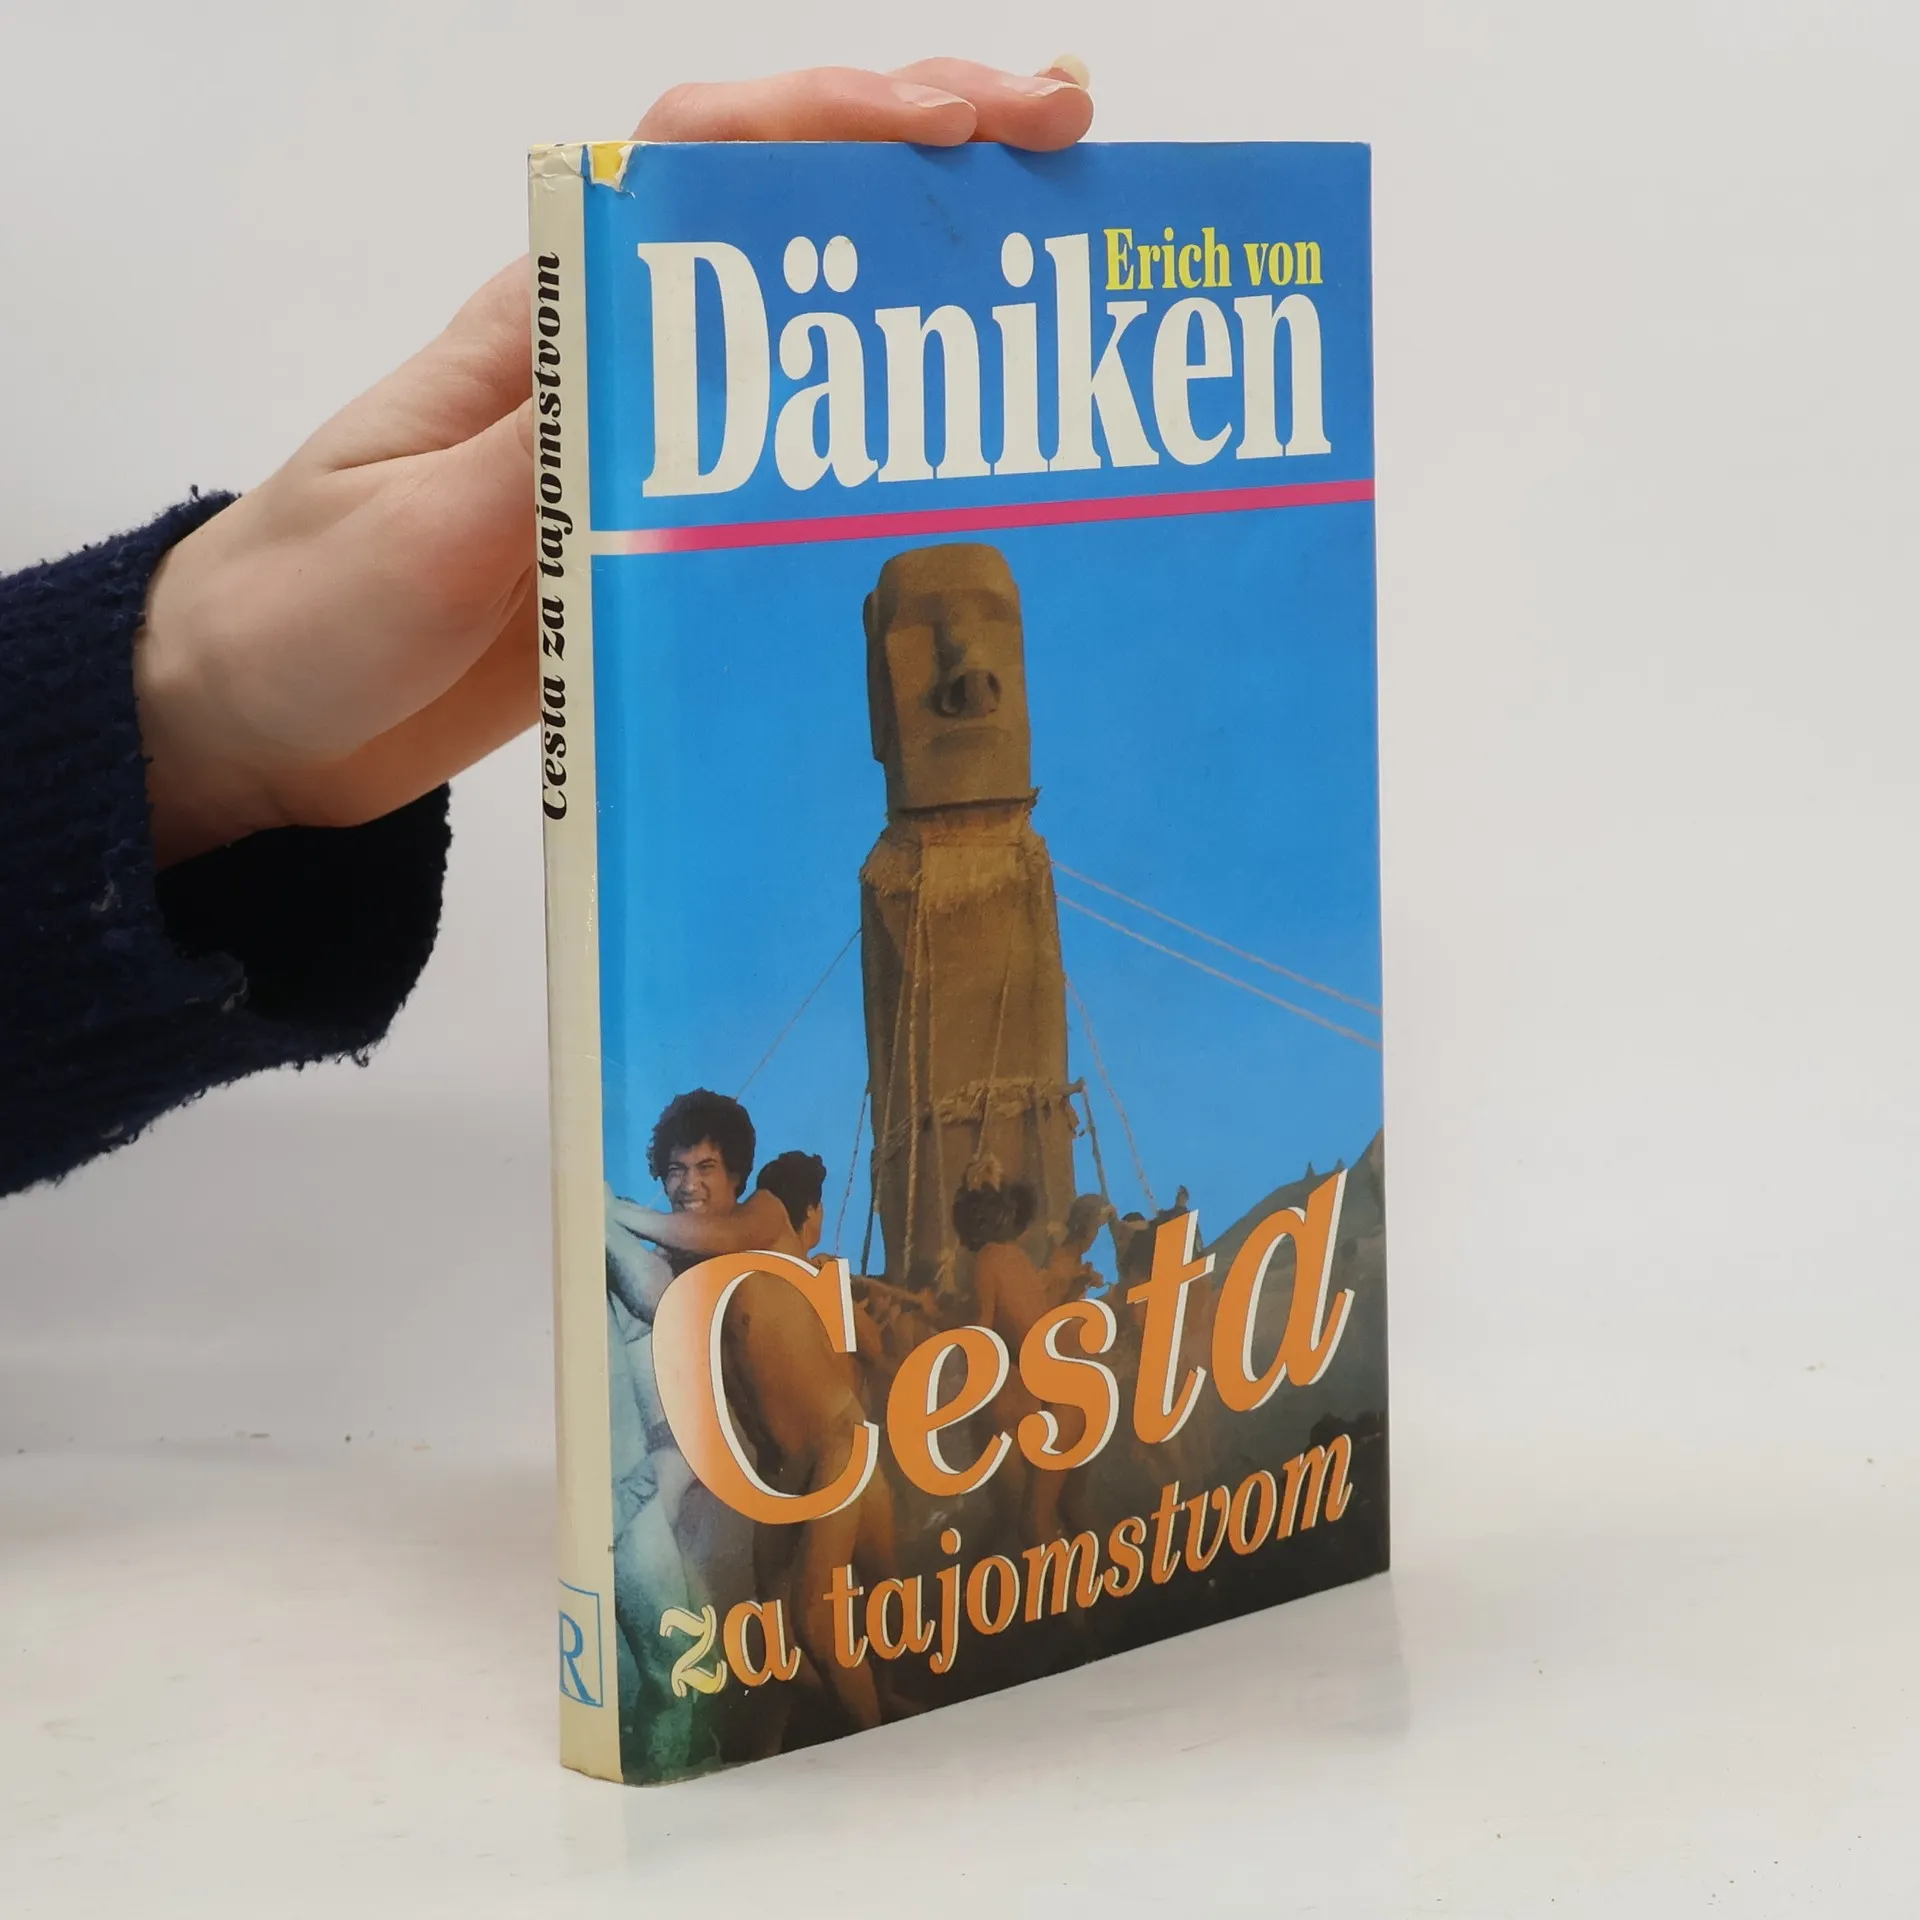 Cesta za tajomstvom
R
Erich von
Däniken
Cesta
za tajomstvom